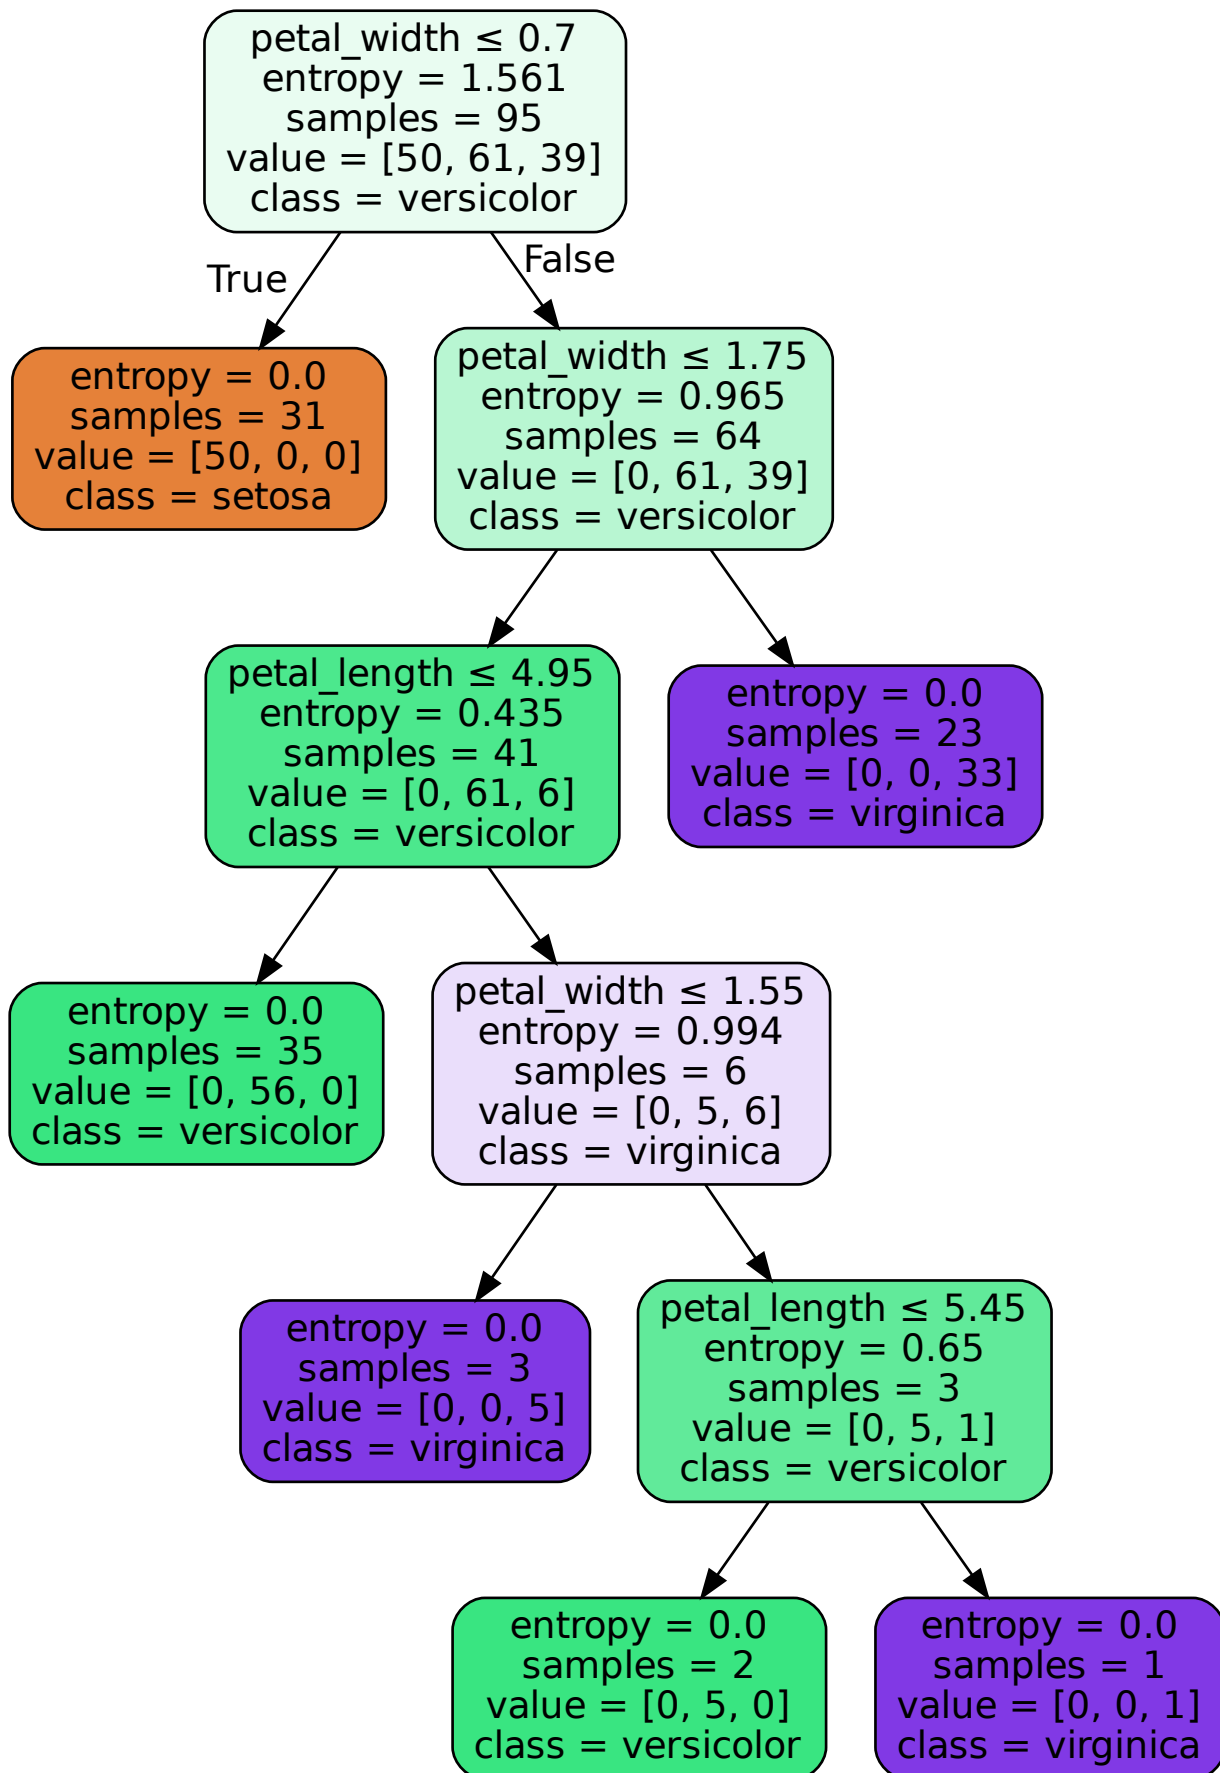 petal_width ≤ 0.7
entropy = 1.561
samples = 95
value = [50, 61, 39]
class = versicolor
True
False
entropy = 0.0
samples = 31
value = [50, 0, 0]
class = setosa
petal_width ≤ 1.75
entropy = 0.965
samples = 64
value = [0, 61, 39]
class = versicolor
petal_length ≤ 4.95
entropy = 0.435
samples = 41
value = [0, 61, 6]
class = versicolor
entropy = 0.0
samples = 23
value = [0, 0, 33]
class = virginica
entropy = 0.0
samples = 35
value = [0, 56, 0]
class = versicolor
petal_width ≤ 1.55
entropy = 0.994
samples = 6
value = [0, 5, 6]
class = virginica
entropy = 0.0
samples = 3
value = [0, 0, 5]
class = virginica
petal_length ≤ 5.45
entropy = 0.65
samples = 3
value = [0, 5, 1]
class = versicolor
entropy = 0.0
samples = 2
value = [0, 5, 0]
class = versicolor
entropy = 0.0
samples = 1
value = [0, 0, 1]
class = virginica